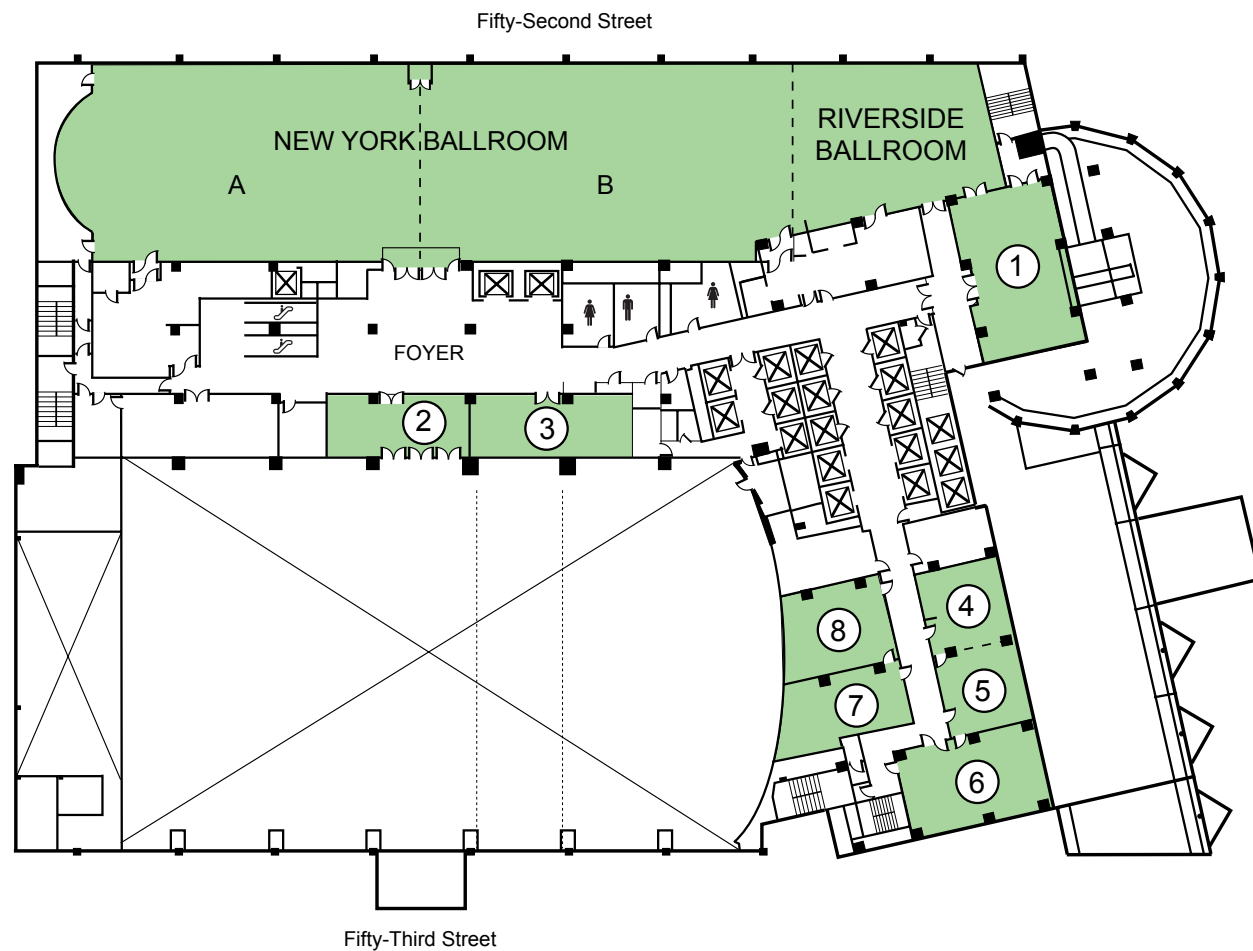 Fifty-Second Street
NEW YORK BALLROOM
A
B
RIVERSIDE
BALLROOM
1
FOYER
2
3
4
8
5
7
6
Fifty-Third Street